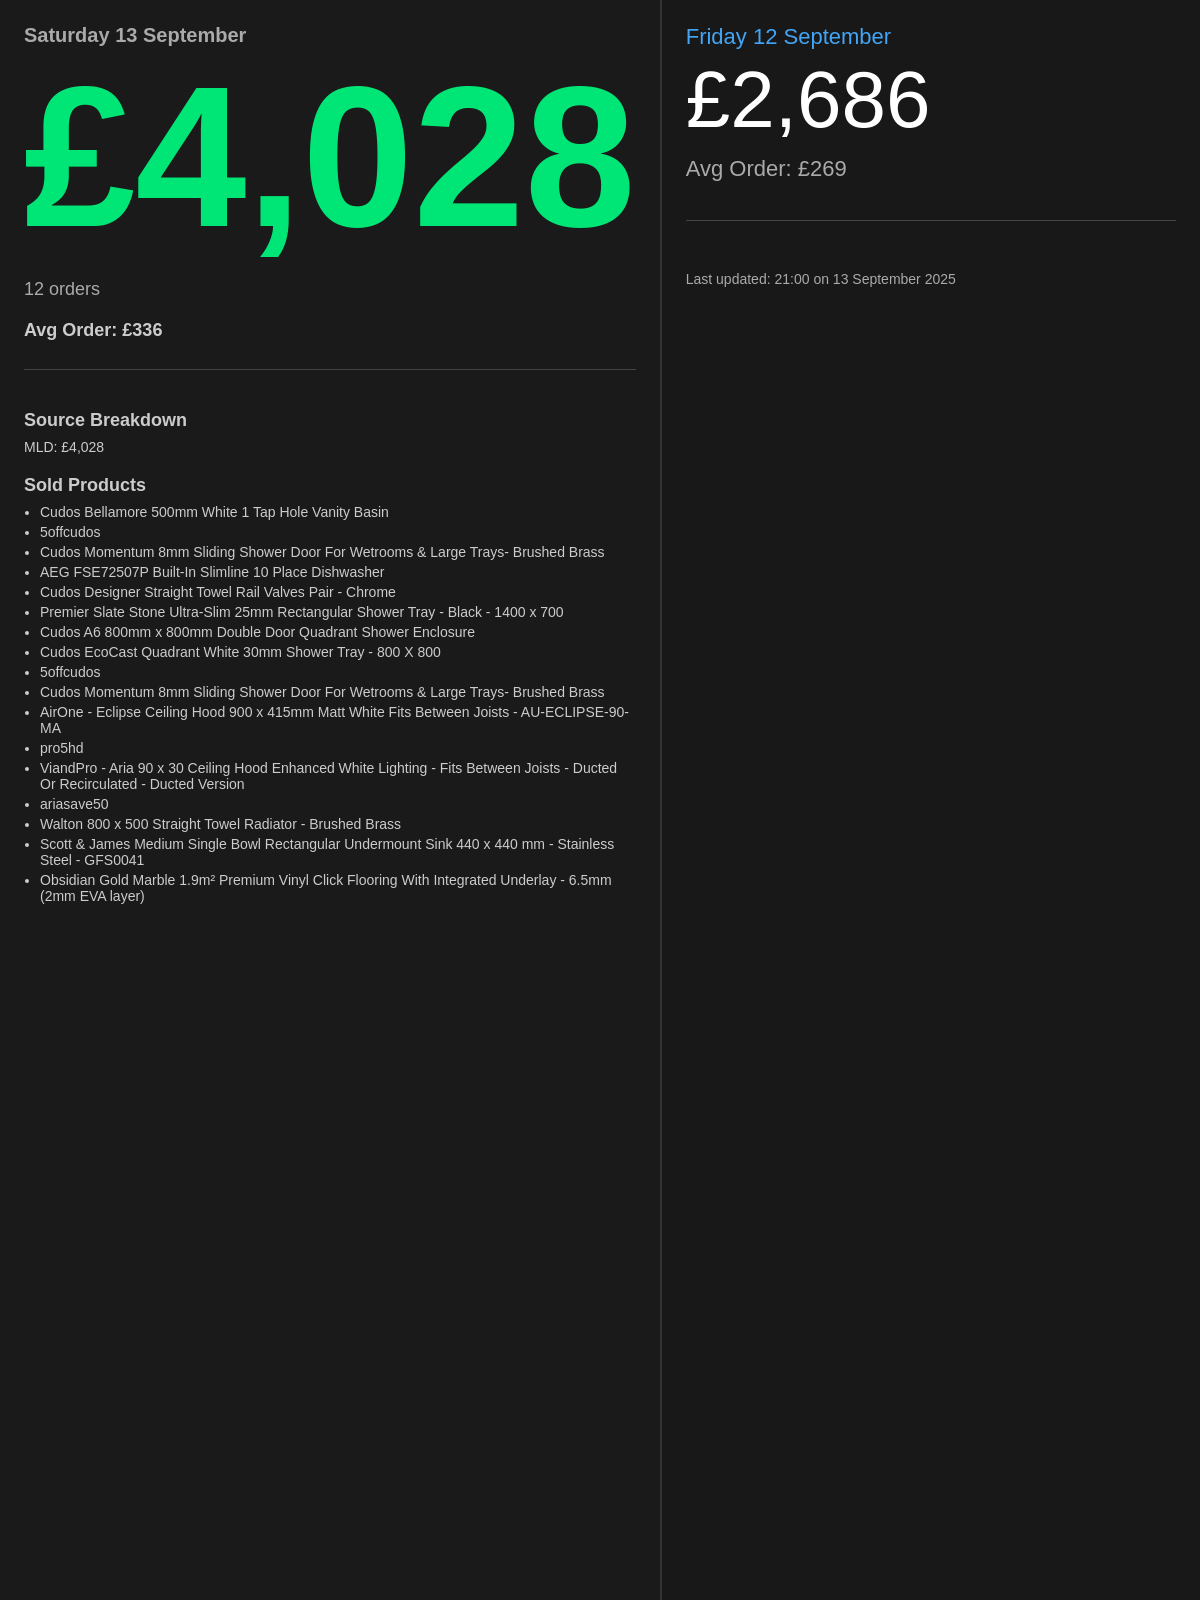 Saturday 13 September
£4,028
12 orders
Avg Order: £336
Source Breakdown
MLD: £4,028
Sold Products
• Cudos Bellamore 500mm White 1 Tap Hole Vanity Basin
• 5offcudos
• Cudos Momentum 8mm Sliding Shower Door For Wetrooms & Large Trays- Brushed Brass
• AEG FSE72507P Built-In Slimline 10 Place Dishwasher
• Cudos Designer Straight Towel Rail Valves Pair - Chrome
• Premier Slate Stone Ultra-Slim 25mm Rectangular Shower Tray - Black - 1400 x 700
• Cudos A6 800mm x 800mm Double Door Quadrant Shower Enclosure
• Cudos EcoCast Quadrant White 30mm Shower Tray - 800 X 800
• 5offcudos
• Cudos Momentum 8mm Sliding Shower Door For Wetrooms & Large Trays- Brushed Brass
• AirOne - Eclipse Ceiling Hood 900 x 415mm Matt White Fits Between Joists - AU-ECLIPSE-90-
MA
• pro5hd
• ViandPro - Aria 90 x 30 Ceiling Hood Enhanced White Lighting - Fits Between Joists - Ducted
Or Recirculated - Ducted Version
• ariasave50
• Walton 800 x 500 Straight Towel Radiator - Brushed Brass
• Scott & James Medium Single Bowl Rectangular Undermount Sink 440 x 440 mm - Stainless
Steel - GFS0041
• Obsidian Gold Marble 1.9m² Premium Vinyl Click Flooring With Integrated Underlay - 6.5mm
(2mm EVA layer)
Friday 12 September
£2,686
Avg Order: £269
Last updated: 21:00 on 13 September 2025